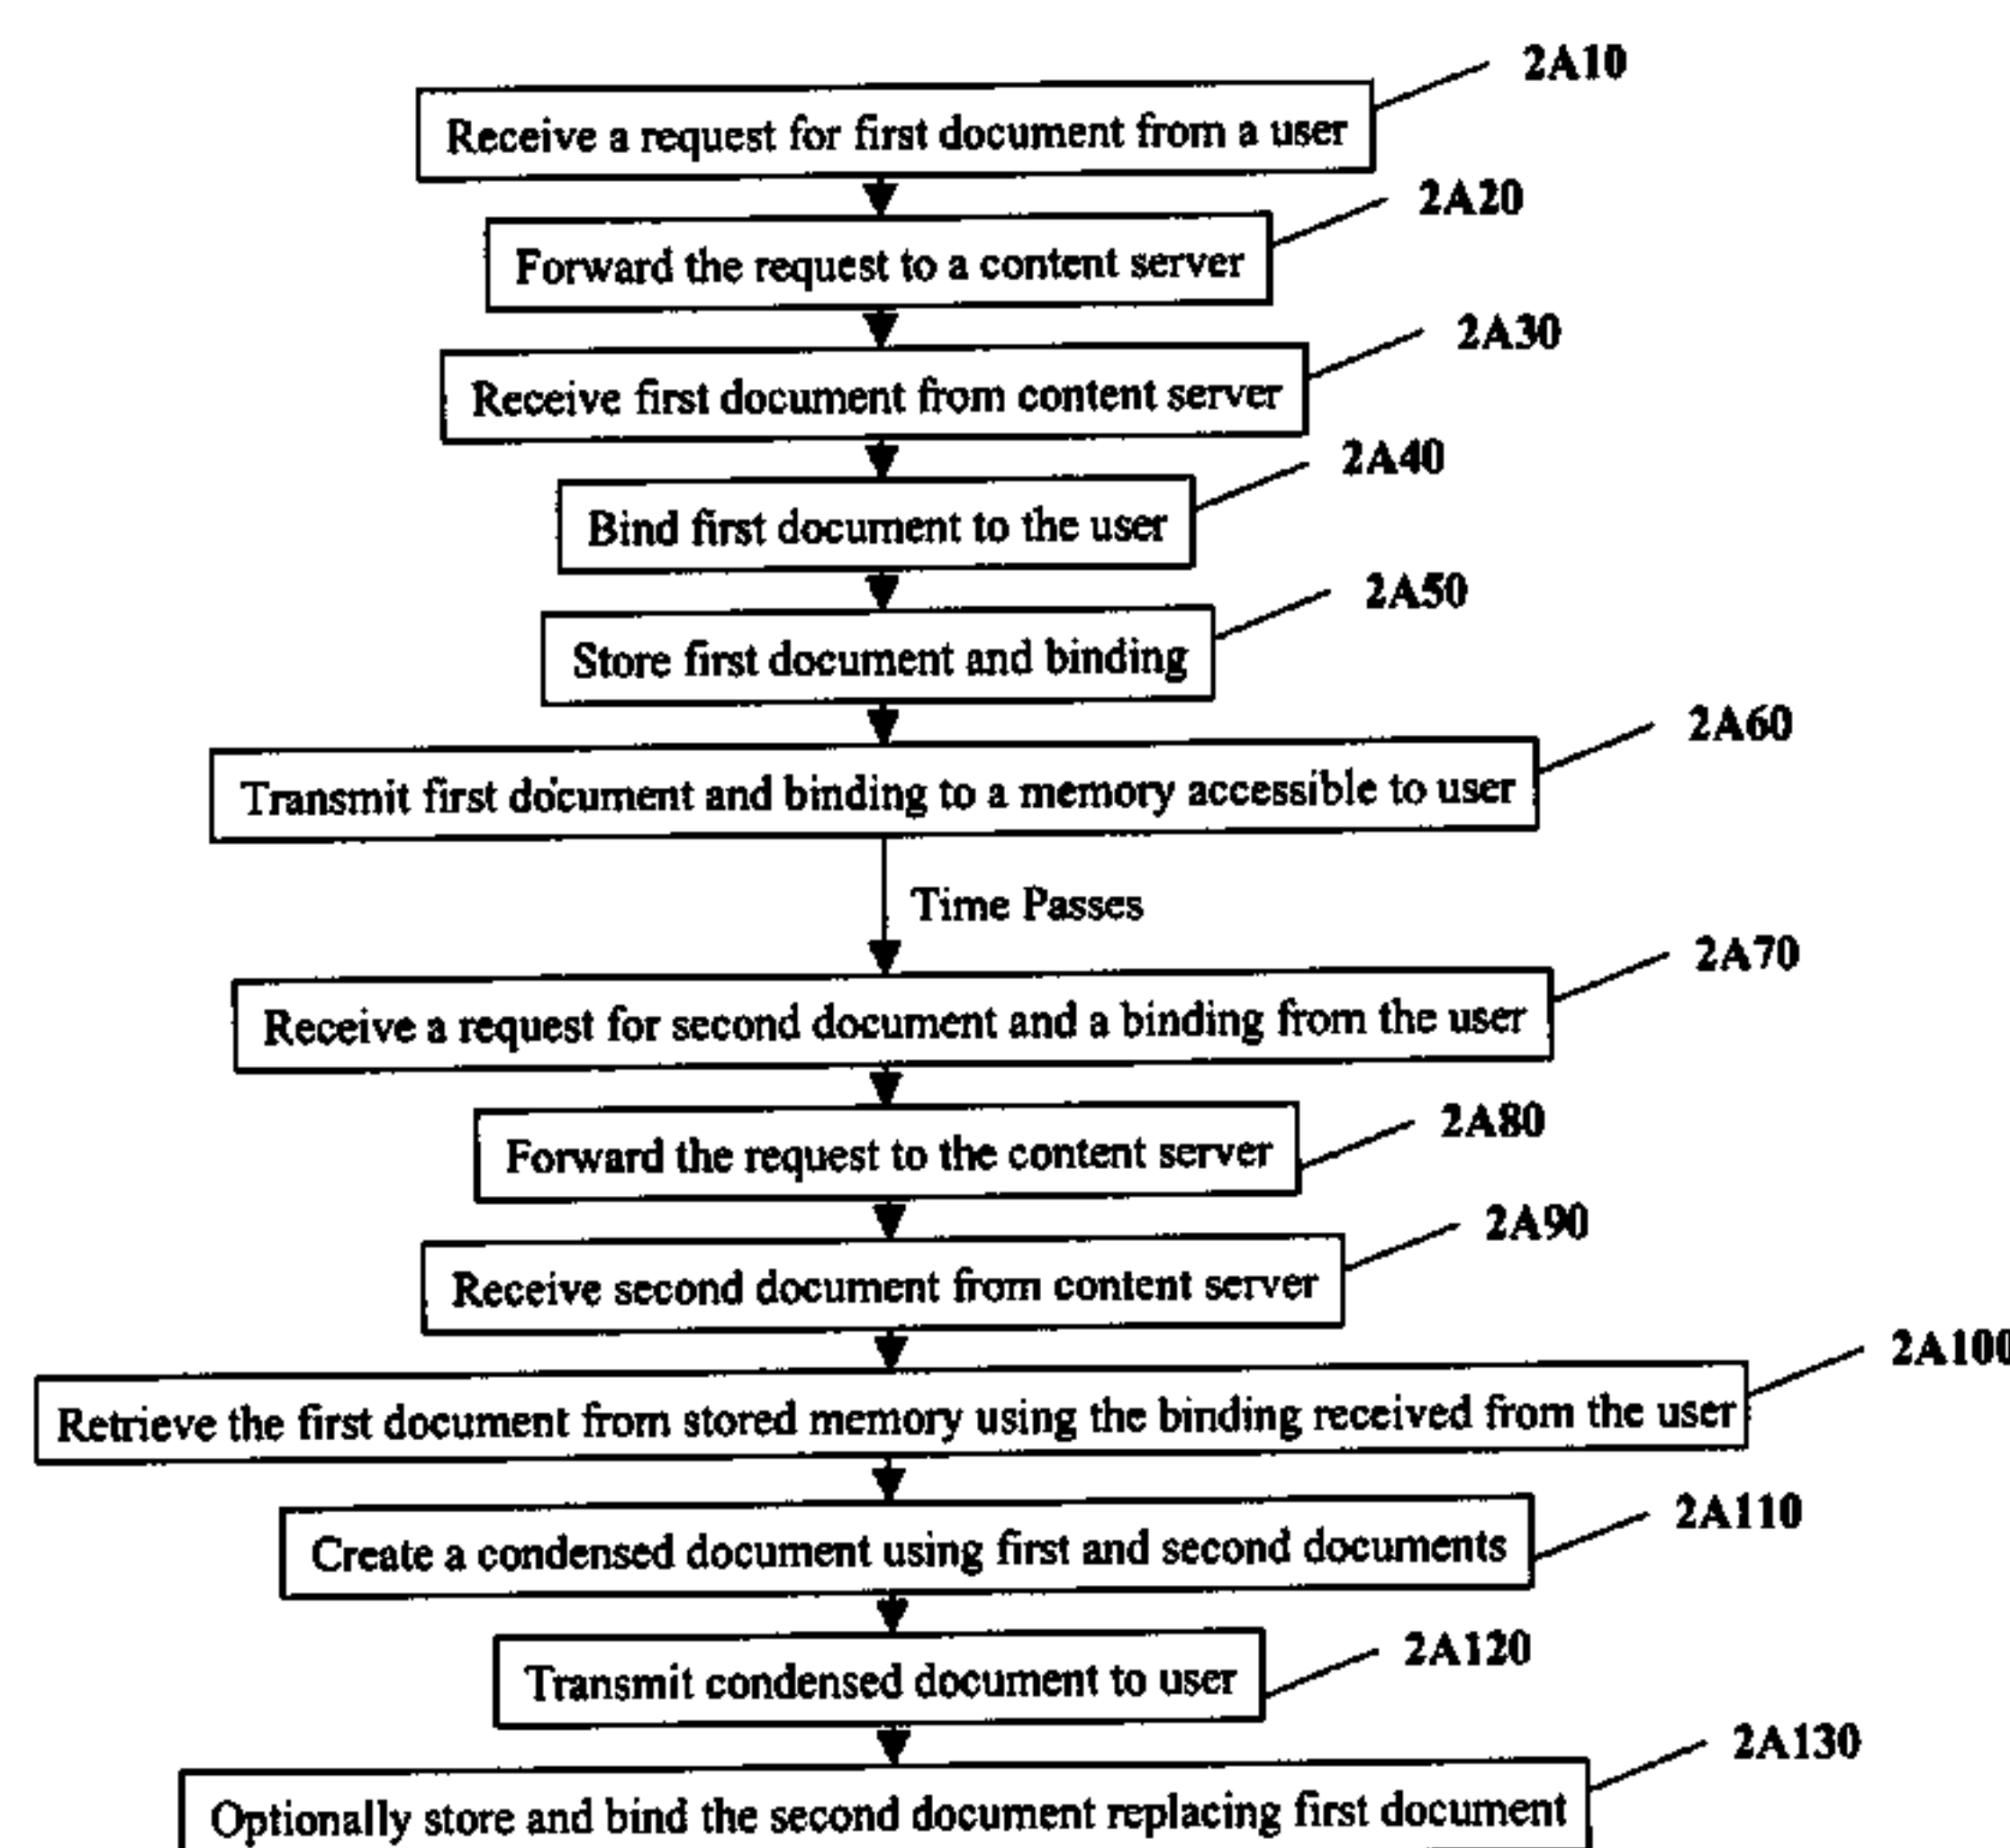 2A10
Receive a request for first document from a user
2A20
Forward the request to a content server
2A30
Receive first document from content server
2A40
Bind first document to the user
2A50
Store first document and binding
2A60
Transmit first document and binding to a memory accessible to user
Time Passes
2A70
Receive a request for second document and a binding from the user
2A80
Forward the request to the content server
2A90
Receive second document from content server
2A100
Retrieve the first document from stored memory using the binding received from the user
2A110
Create a condensed document using first and second documents
2A120
Transmit condensed document to user
2A130
Optionally store and bind the second document replacing first document